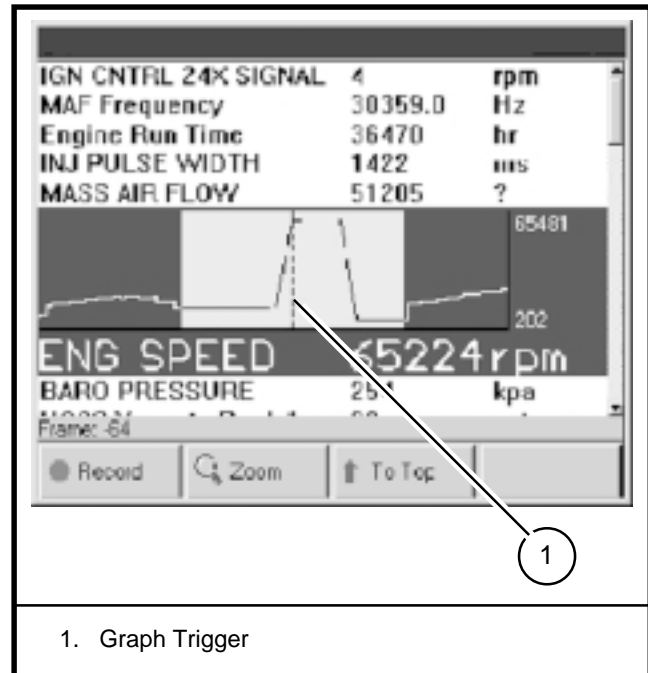 IGN CNTRL 24X SIGNAL 4 rpm
MAF Frequency 30359.0 Hz
Engine Run Time 36470 hr
INJ PULSE WIDTH 1422 ms
MASS AIR FLOW 51205 ?
65481
202
ENG SPEED 65224 rpm
BARO PRESSURE kpa
Frame: -64
Record Zoom To Top
1
1. Graph Trigger